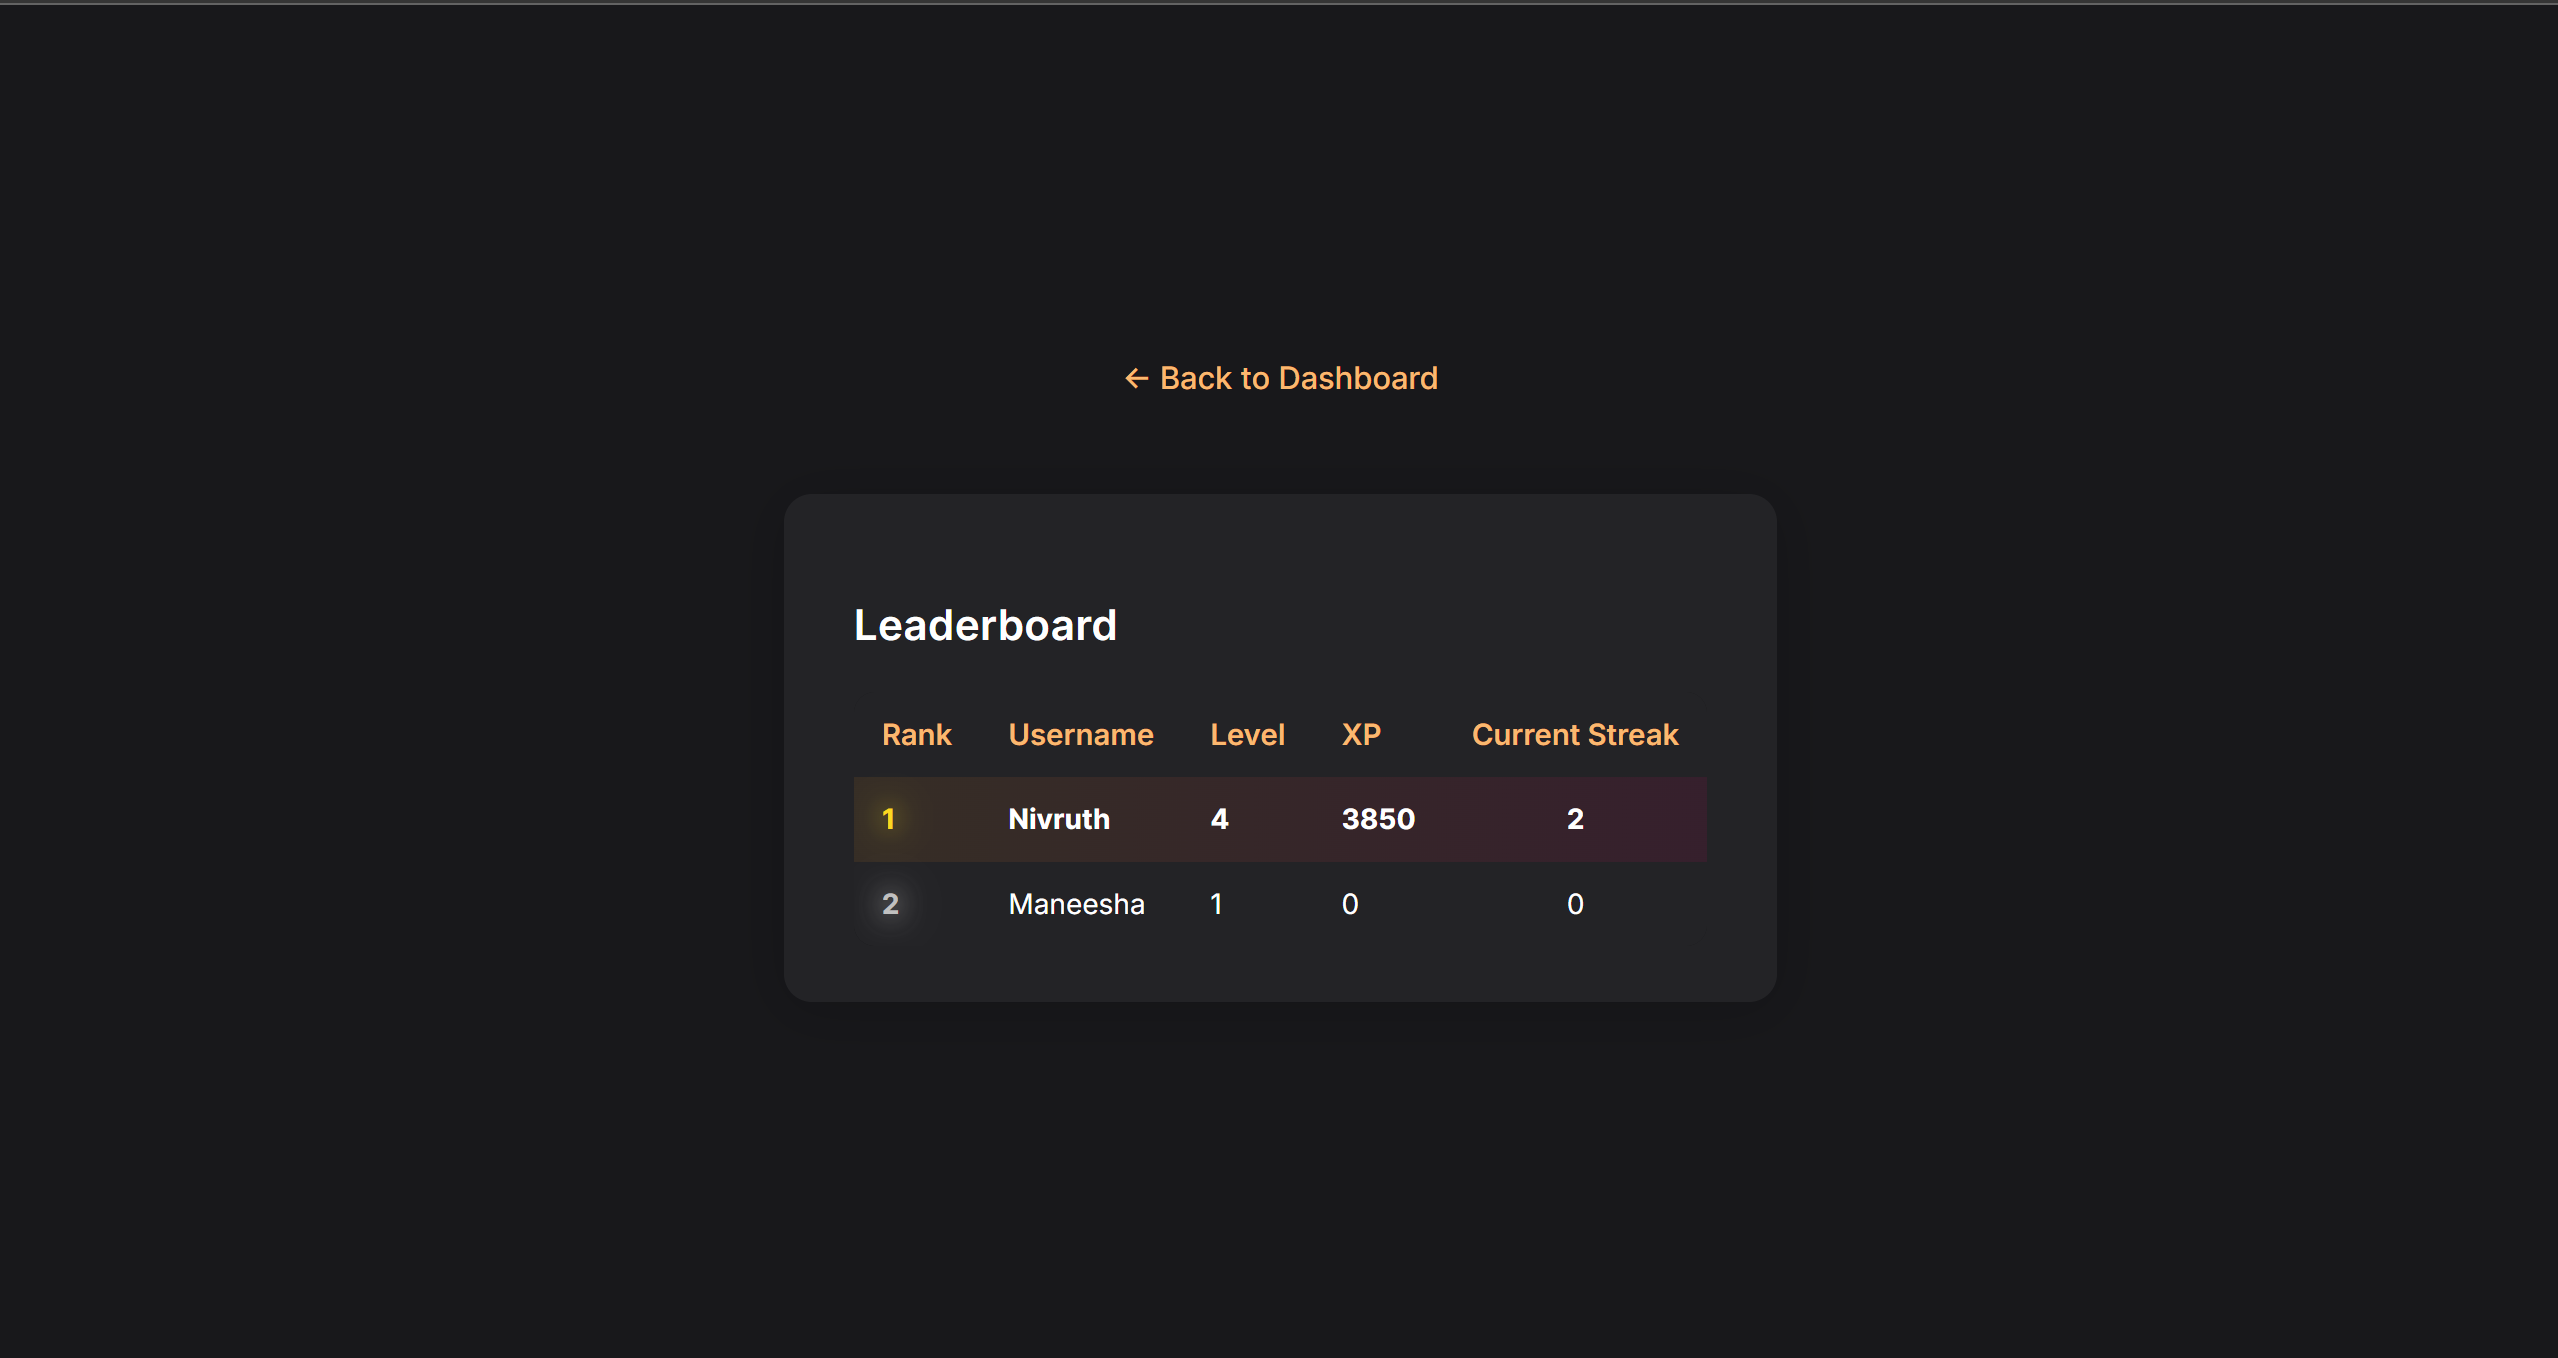 ← Back to Dashboard
Leaderboard
Rank Username Level XP Current Streak
1 Nivruth 4 3850 2
2 Maneesha 1 0 0